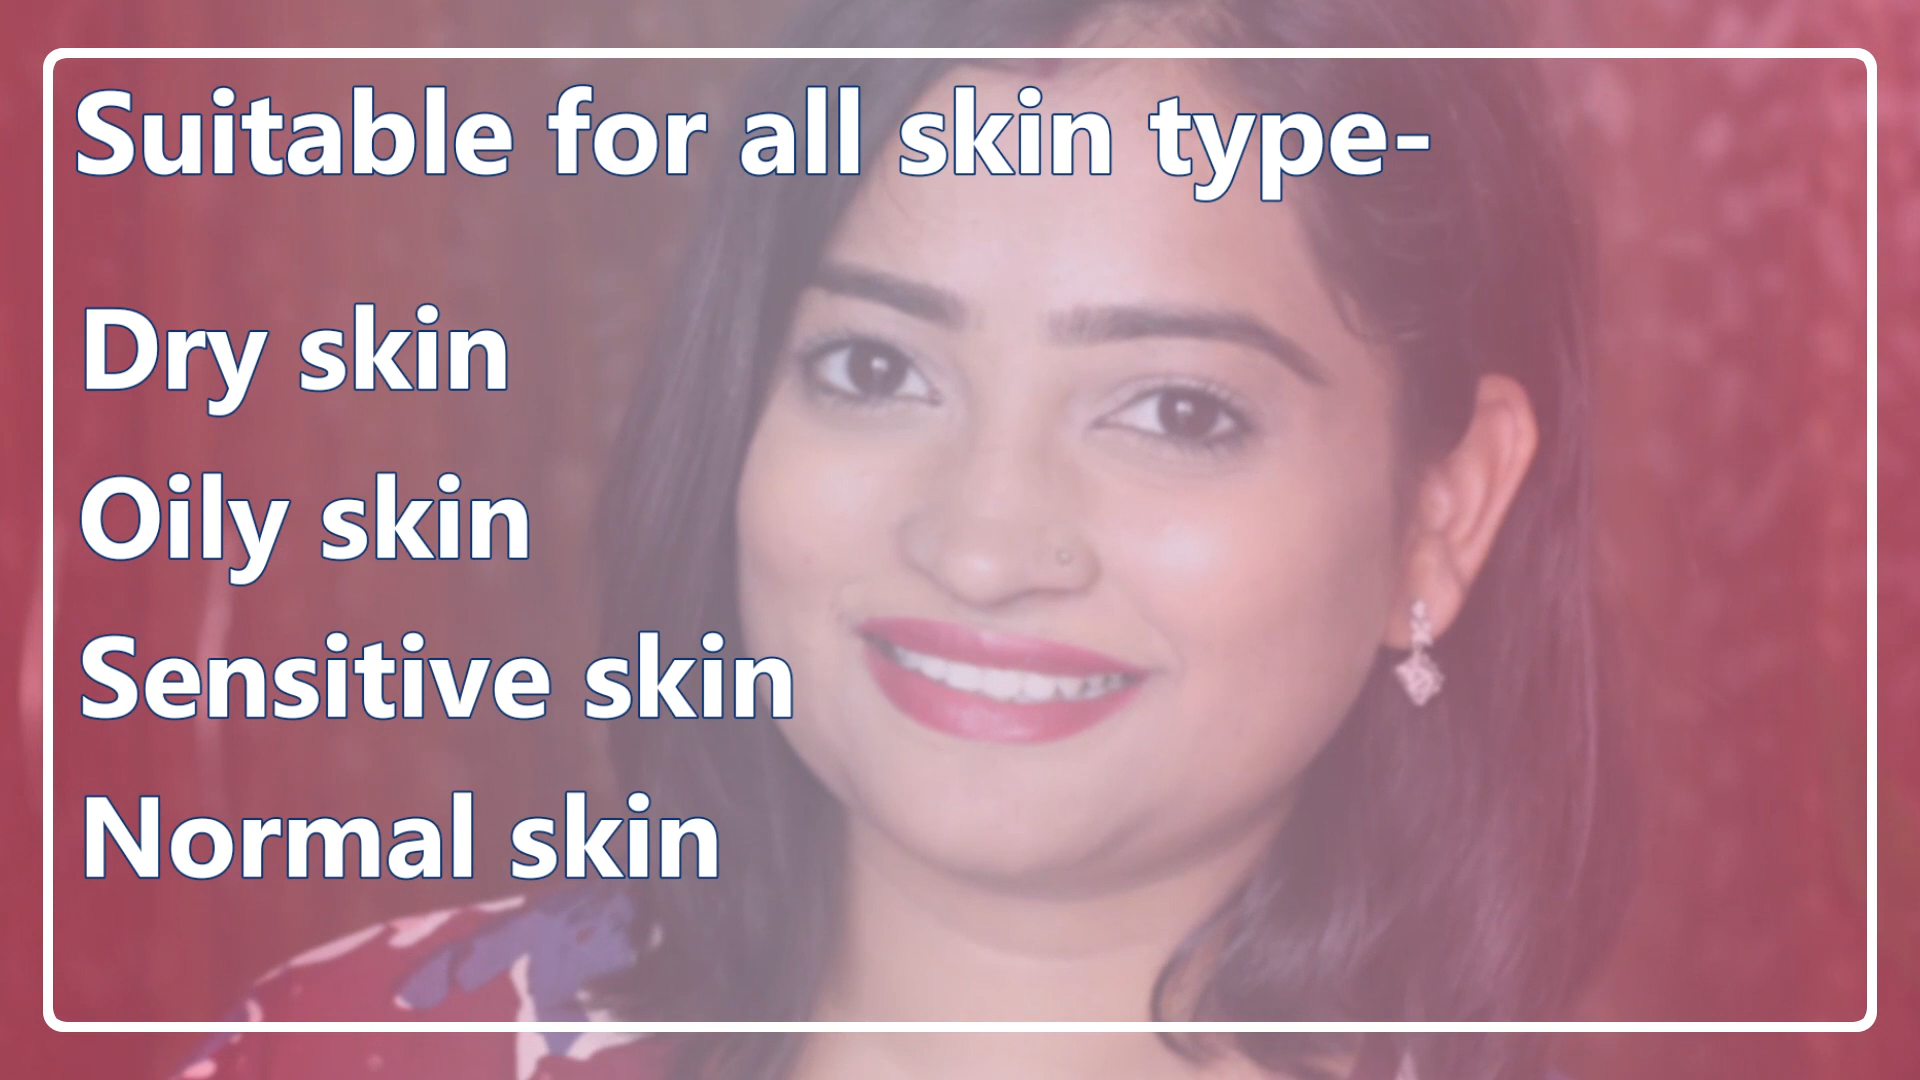 Suitable for all skin type-
Dry skin
Oily skin
Sensitive skin
Normal skin